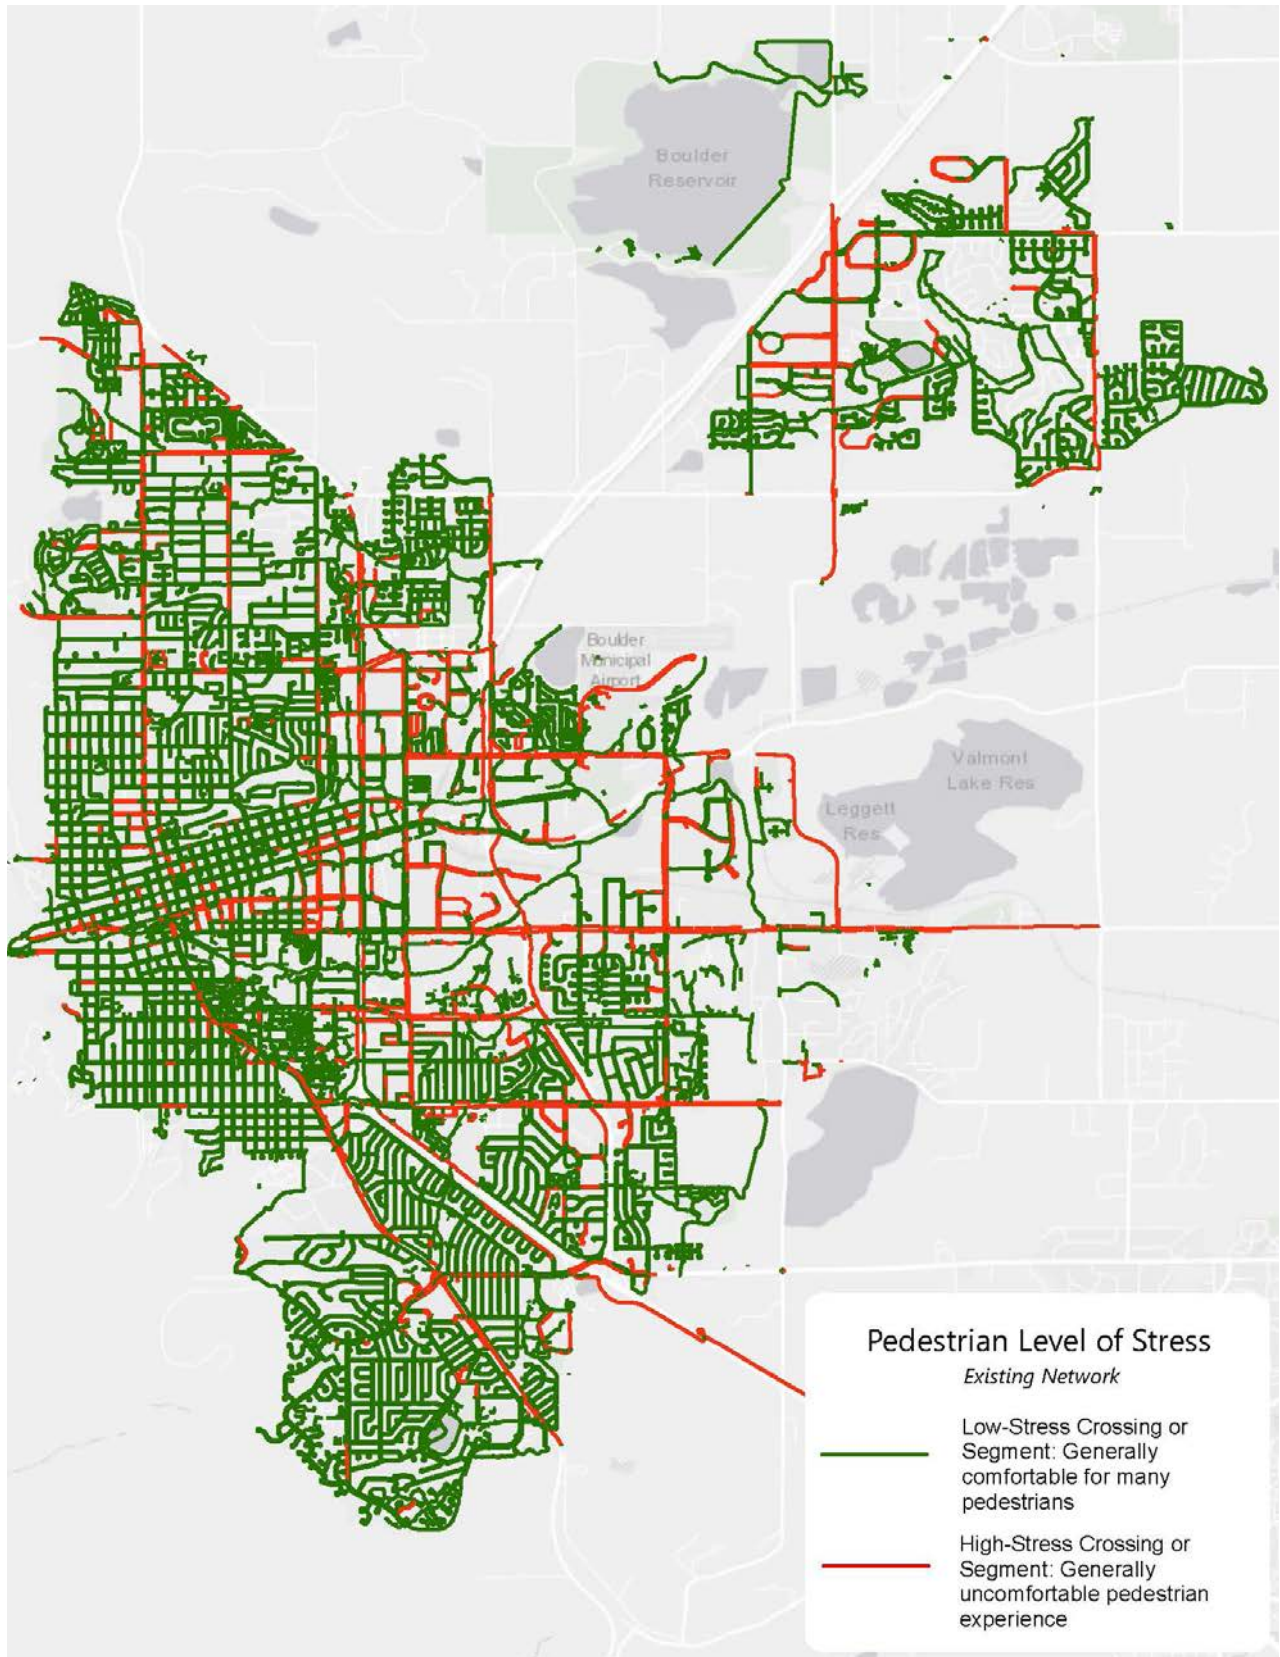 Boulder
Reservoir
Boulder
Municipal
Airport
Valmont
Lake Res
Leggett
Res
Pedestrian Level of Stress
Existing Network
Low-Stress Crossing or
Segment: Generally
comfortable for many
pedestrians
High-Stress Crossing or
Segment: Generally
uncomfortable pedestrian
experience